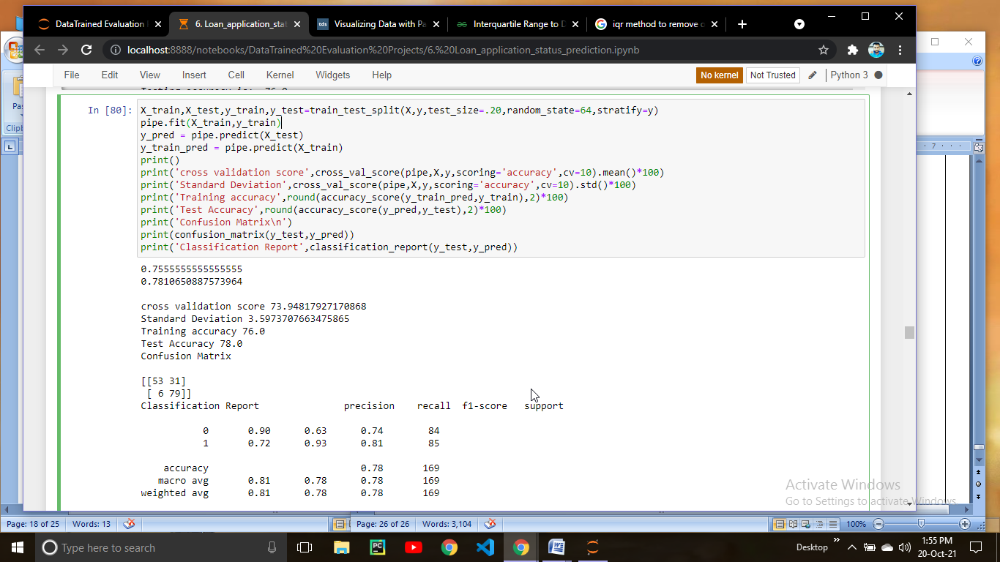 DataTrained Evaluation
6. Loan_application_stat
tds Visualizing Data with Pa
Interquartile Range to D
iqr method to remove o
localhost:8888/notebooks/DataTrained%20Evaluation%20Projects/6.%20Loan_application_status_prediction.ipynb
File Edit View Insert Cell Kernel Widgets Help
No kernel Not Trusted Python 3
In [80]:
X_train,X_test,y_train,y_test=train_test_split(X,y,test_size=.20,random_state=64,stratify=y)
pipe.fit(X_train,y_train)
y_pred = pipe.predict(X_test)
y_train_pred = pipe.predict(X_train)
print()
print('cross validation score',cross_val_score(pipe,X,y,scoring='accuracy',cv=10).mean()*100)
print('Standard Deviation',cross_val_score(pipe,X,y,scoring='accuracy',cv=10).std()*100)
print('Training accuracy',round(accuracy_score(y_train_pred,y_train),2)*100)
print('Test Accuracy',round(accuracy_score(y_pred,y_test),2)*100)
print('Confusion Matrix\n')
print(confusion_matrix(y_test,y_pred))
print('Classification Report',classification_report(y_test,y_pred))
0.7555555555555555
0.7810650887573964
cross validation score 73.94817927170868
Standard Deviation 3.5973707663475865
Training accuracy 76.0
Test Accuracy 78.0
Confusion Matrix
[[53 31]
[ 6 79]]
Classification Report precision recall f1-score support
0 0.90 0.63 0.74 84
1 0.72 0.93 0.81 85
accuracy 0.78 169
macro avg 0.81 0.78 0.78 169
weighted avg 0.81 0.78 0.78 169
Activate Windows
Go to Settings to activate Windows.
Page: 18 of 25 Words: 13
Page: 26 of 26 Words: 3,104
100%
Type here to search
Desktop
1:55 PM
20-Oct-21